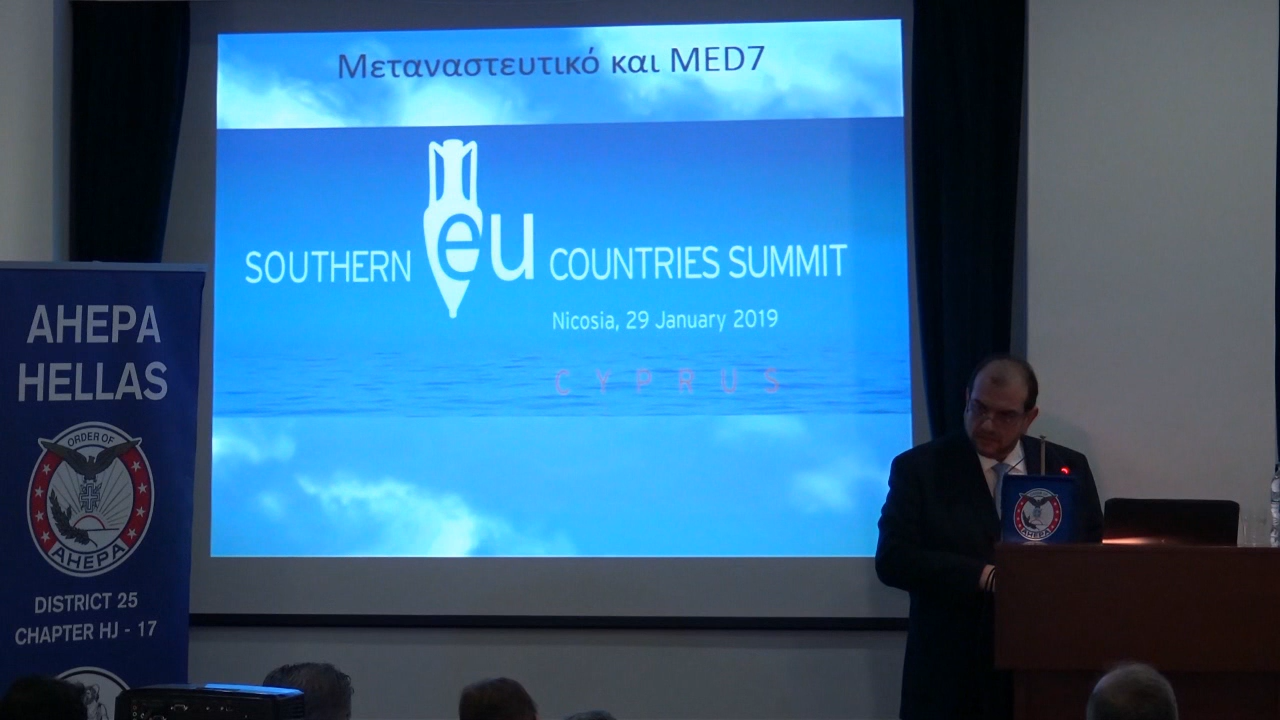 Μεταναστευτικό και MED7
SOUTHERN eu COUNTRIES SUMMIT
Nicosia, 29 January 2019
CYPRUS
AHEPA
HELLAS
ORDER OF
AHEPA
DISTRICT 25
CHAPTER HJ - 17
AHEPA